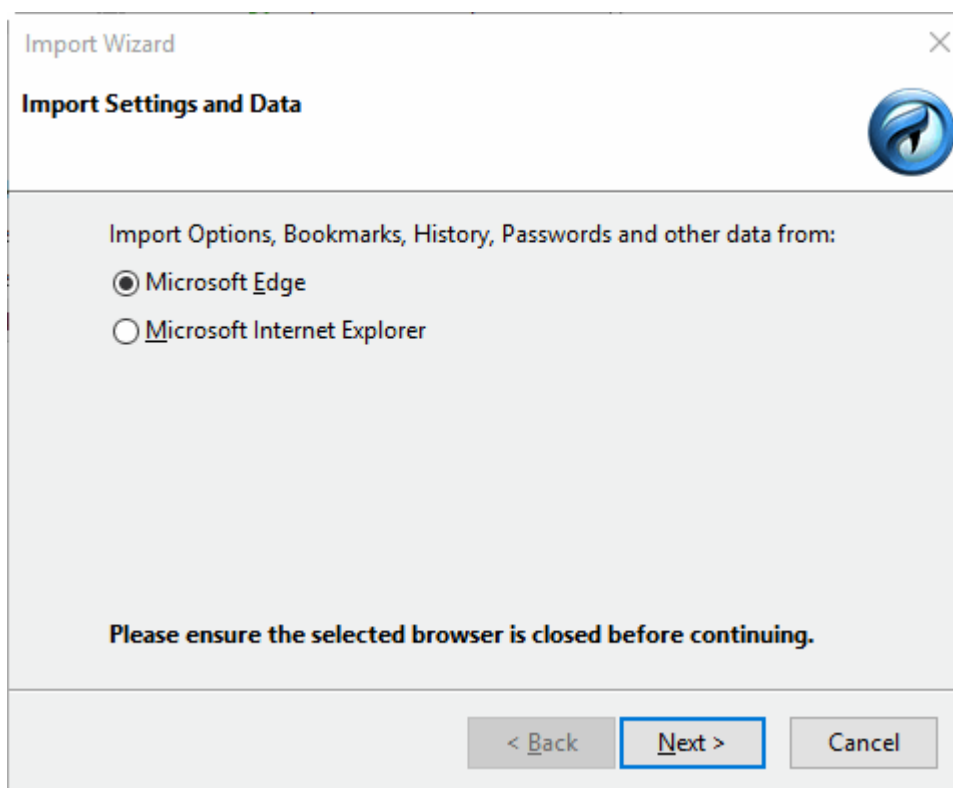 Import Wizard
Import Settings and Data
Import Options, Bookmarks, History, Passwords and other data from:
Microsoft Edge
Microsoft Internet Explorer
Please ensure the selected browser is closed before continuing.
< Back
Next >
Cancel